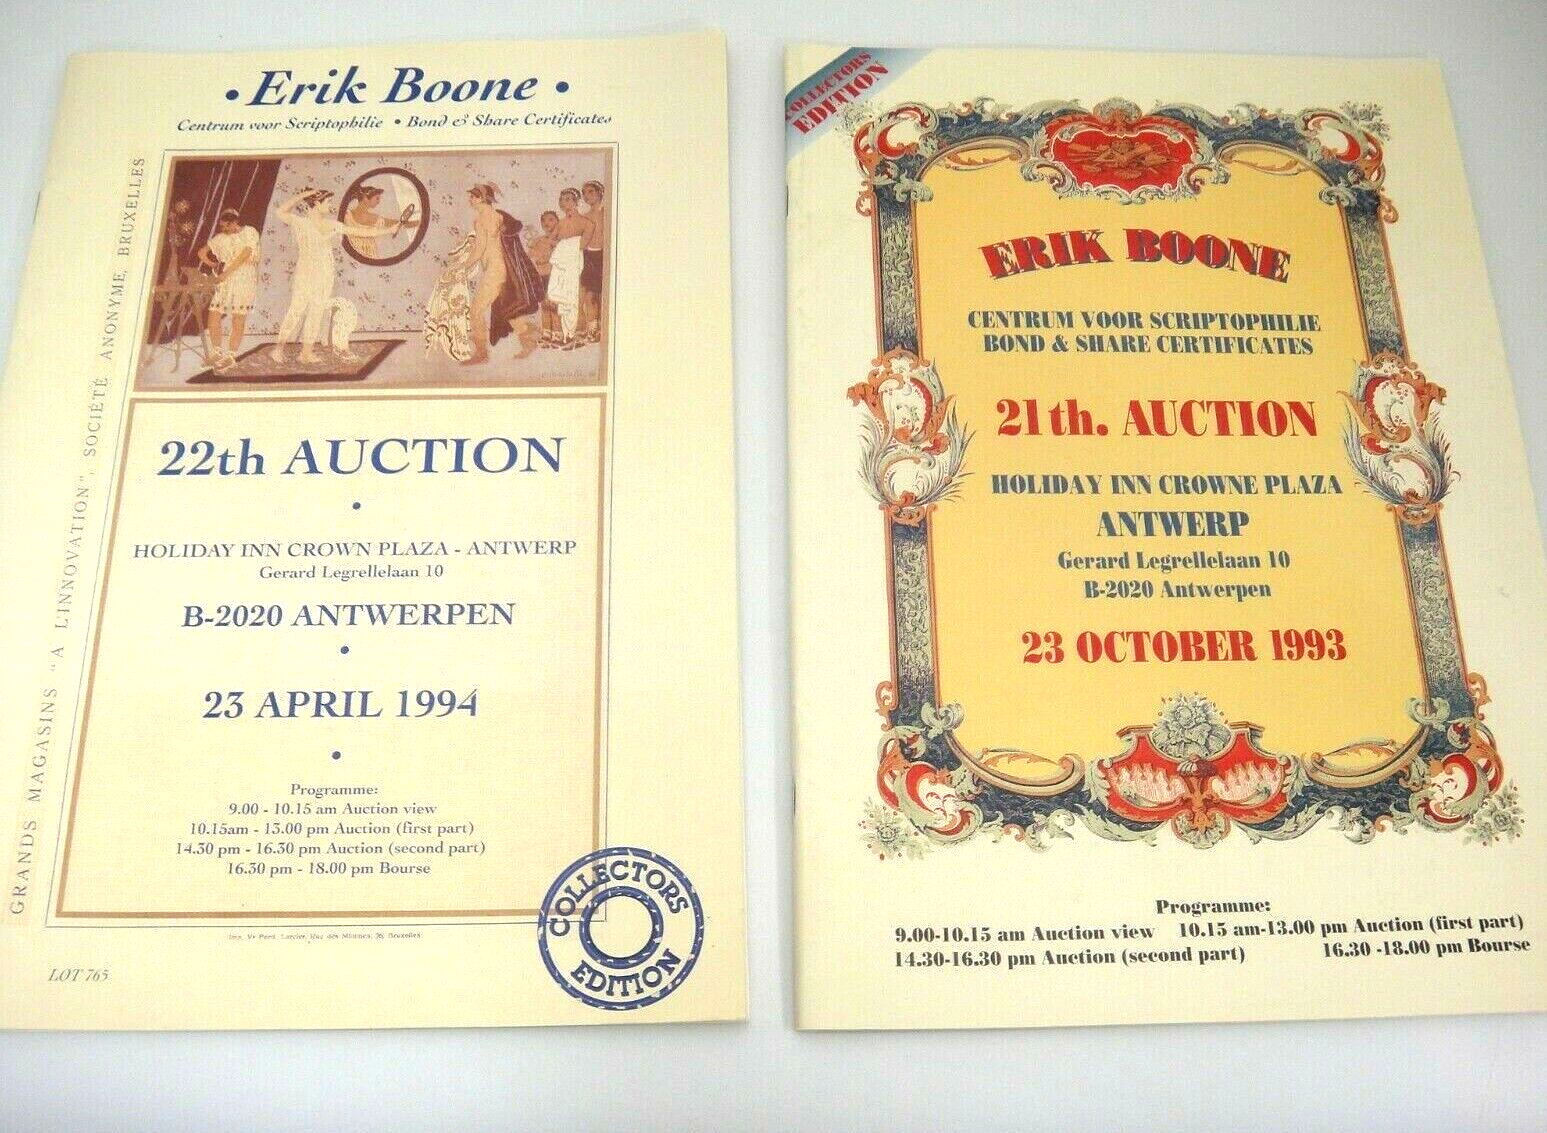 • Erik Boone •
Centrum voor Scriptophilie • Bond & Share Certificates
GRANDS MAGASINS "A L'INNOVATION", SOCIÉTÉ ANONYME, BRUXELLES
22th AUCTION
•
HOLIDAY INN CROWN PLAZA - ANTWERP
Gerard Legrellelaan 10
B-2020 ANTWERPEN
•
23 APRIL 1994
•
Programme:
9.00 - 10.15 am Auction view
10.15am - 13.00 pm Auction (first part)
14.30 pm - 16.30 pm Auction (second part)
16.30 pm - 18.00 pm Bourse
COLLECTORS
EDITION
LOT 765
COLLECTORS
EDITION
ERIK BOONE
CENTRUM VOOR SCRIPTOPHILIE
BOND & SHARE CERTIFICATES
21th. AUCTION
HOLIDAY INN CROWNE PLAZA
ANTWERP
Gerard Legrellelaan 10
B-2020 Antwerpen
23 OCTOBER 1993
Programme:
9.00-10.15 am Auction view 10.15 am-13.00 pm Auction (first part)
14.30-16.30 pm Auction (second part) 16.30 -18.00 pm Bourse